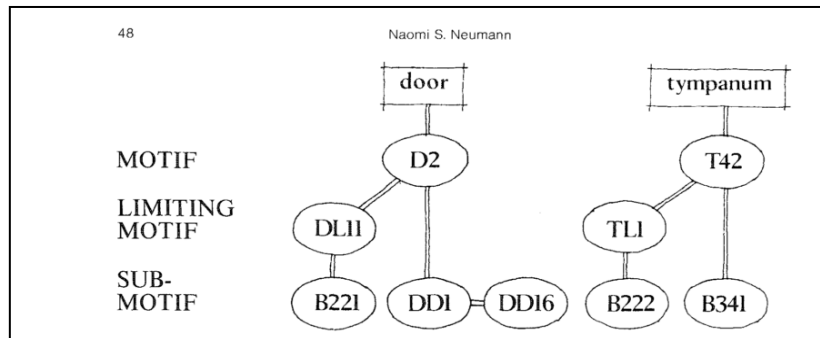 48 Naomi S. Neumann
door tympanum
MOTIF D2 T42
LIMITING
MOTIF DL11 TL1
SUB-
MOTIF B221 DD1 DD16 B222 B341